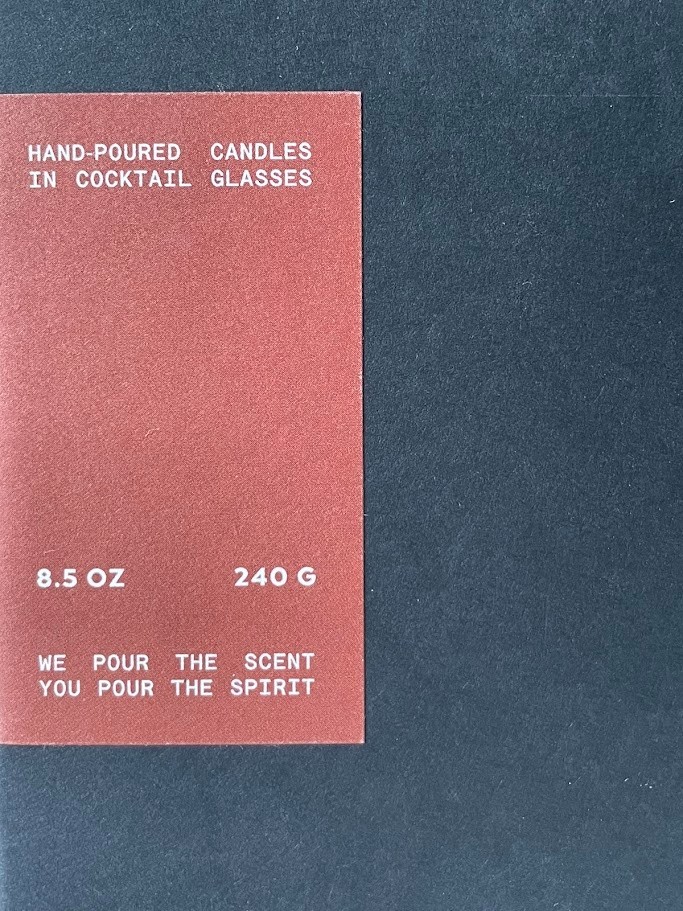 HAND-POURED CANDLES
IN COCKTAIL GLASSES
8.5 OZ 240 G
WE POUR THE SCENT
YOU POUR THE SPIRIT